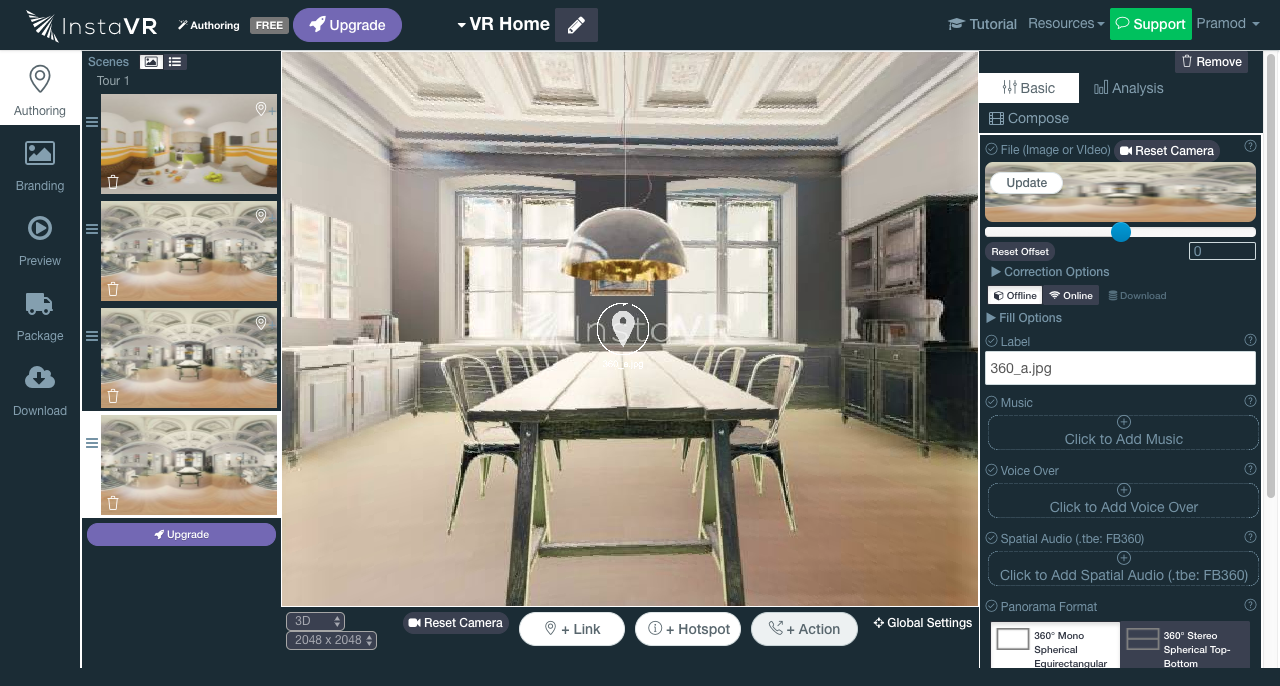 InstaVR
Authoring
FREE
Upgrade
VR Home
Tutorial
Resources
Support
Pramod
Authoring
Branding
Preview
Package
Download
Scenes
Tour 1
Upgrade
InstaVR
3D
2048 x 2048
Reset Camera
+ Link
+ Hotspot
+ Action
Global Settings
Remove
Basic
Analysis
Compose
File (Image or VIdeo)
Reset Camera
Update
Reset Offset
0
Correction Options
Offline
Online
Download
Fill Options
Label
360_a.jpg
Music
Click to Add Music
Voice Over
Click to Add Voice Over
Spatial Audio (.tbe: FB360)
Click to Add Spatial Audio (.tbe: FB360)
Panorama Format
360° Mono
Spherical
Equirectangular
360° Stereo
Spherical Top-
Bottom